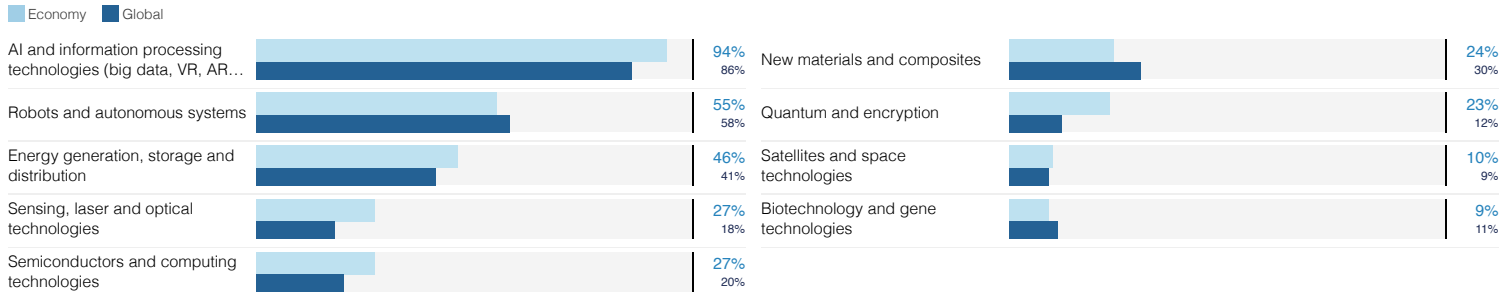 Economy Global
AI and information processing
technologies (big data, VR, AR…
94%
86%
Robots and autonomous systems
55%
58%
Energy generation, storage and
distribution
46%
41%
Sensing, laser and optical
technologies
27%
18%
Semiconductors and computing
technologies
27%
20%
New materials and composites
24%
30%
Quantum and encryption
23%
12%
Satellites and space
technologies
10%
9%
Biotechnology and gene
technologies
9%
11%